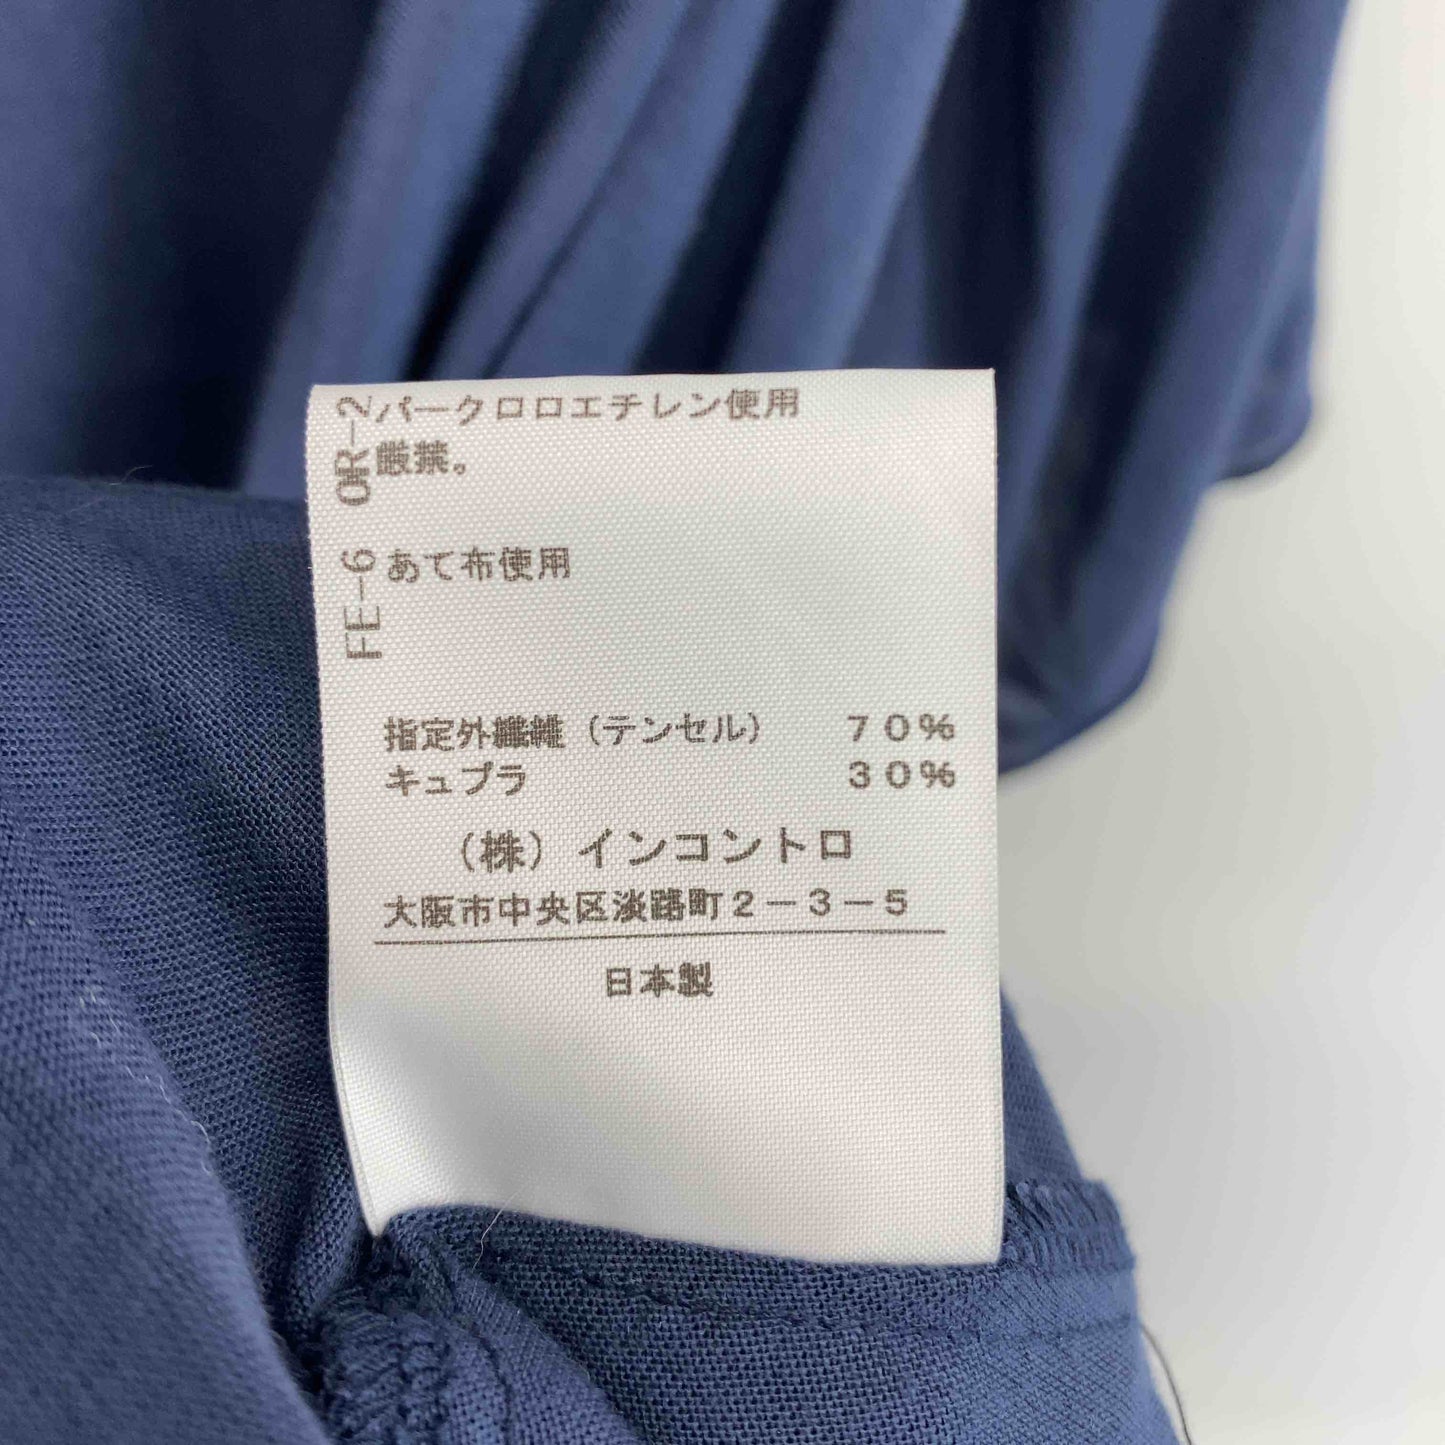 OR-2
パークロロエチレン使用
厳禁。
FE-6
あて布使用
指定外繊維(テンセル) 70%
キュプラ 30%
(株)インコントロ
大阪市中央区淡路町2-3-5
日本製